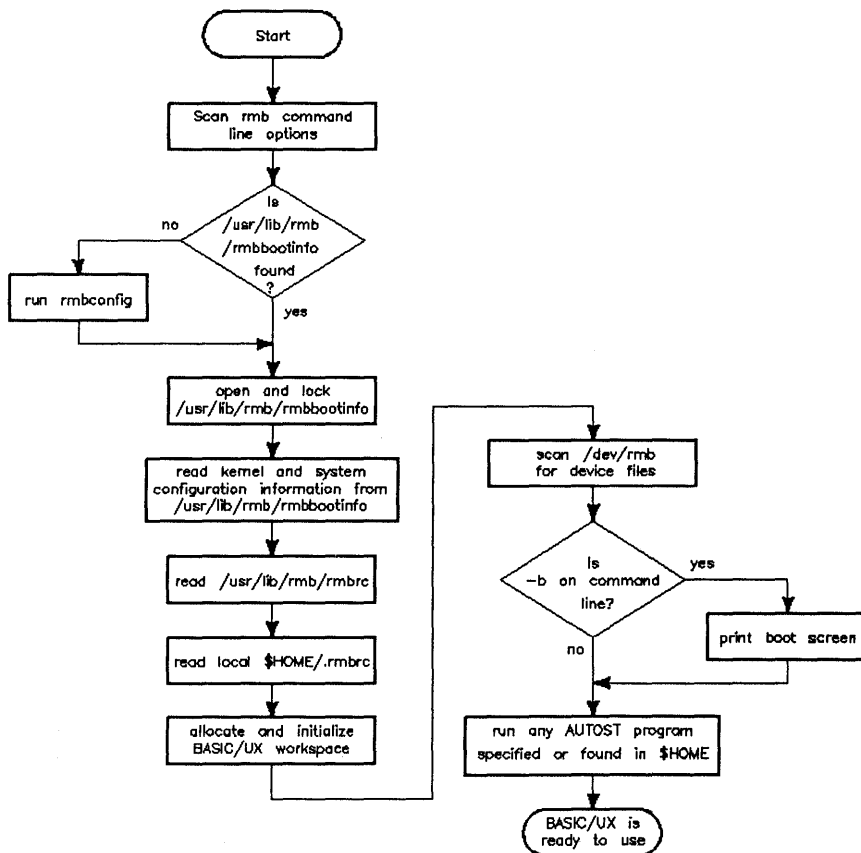 Start
Scan rmb command
line options
Is
/usr/lib/rmb
/rmbbootinfo
found
?
no
yes
run rmbconfig
open and lock
/usr/lib/rmb/rmbbootinfo
read kernel and system
configuration information from
/usr/lib/rmb/rmbbootinfo
read /usr/lib/rmb/rmbrc
read local $HOME/.rmbrc
allocate and initialize
BASIC/UX workspace
scan /dev/rmb
for device files
Is
-b on command
line?
yes
no
print boot screen
run any AUTOST program
specified or found in $HOME
BASIC/UX is
ready to use